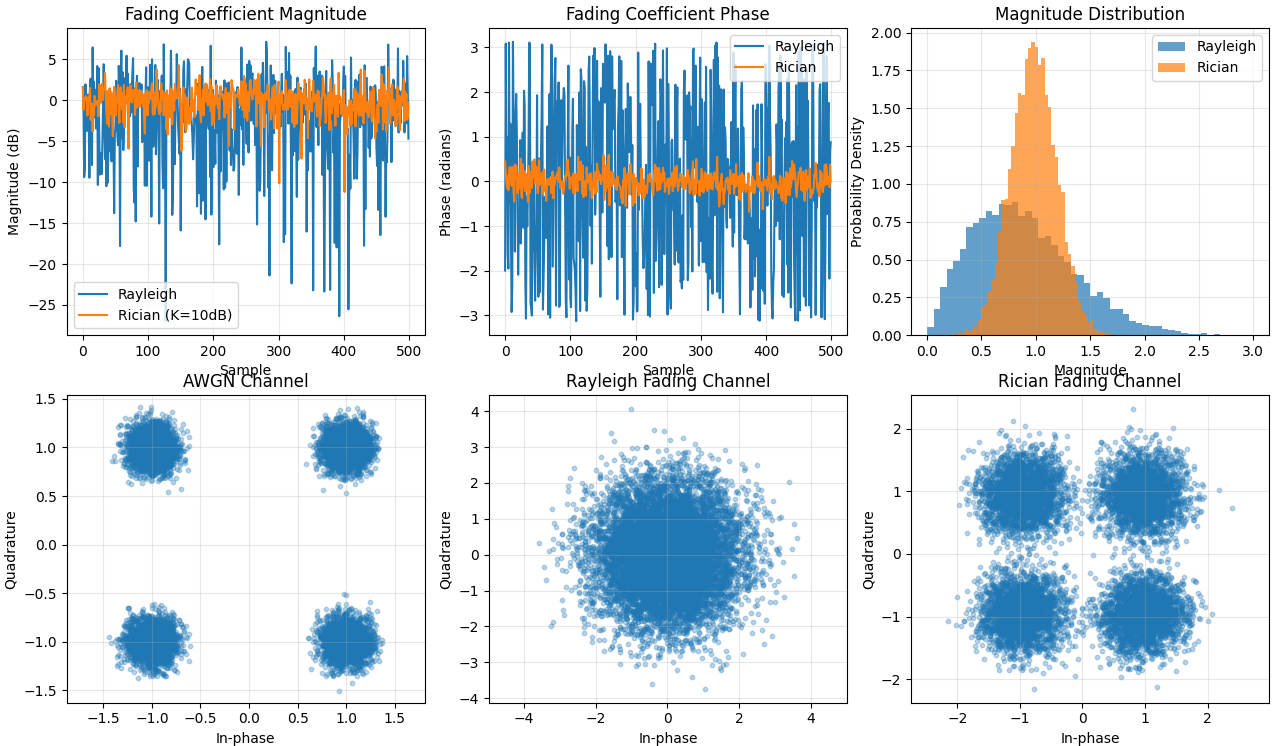 Fading Coefficient Magnitude
Magnitude (dB)
5
0
−5
−10
−15
−20
−25
Rayleigh
Rician (K=10dB)
0 100 200 300 400 500
Sample
Fading Coefficient Phase
Phase (radians)
3
2
1
0
−1
−2
−3
Rayleigh
Rician
0 100 200 300 400 500
Sample
Magnitude Distribution
Probability Density
2.00
1.75
1.50
1.25
1.00
0.75
0.50
0.25
0.00
Rayleigh
Rician
0.0 0.5 1.0 1.5 2.0 2.5 3.0
Magnitude
AWGN Channel
Quadrature
1.5
1.0
0.5
0.0
−0.5
−1.0
−1.5
−1.5 −1.0 −0.5 0.0 0.5 1.0 1.5
In-phase
Rayleigh Fading Channel
Quadrature
4
3
2
1
0
−1
−2
−3
−4
−4 −2 0 2 4
In-phase
Rician Fading Channel
Quadrature
2
1
0
−1
−2
−2 −1 0 1 2
In-phase